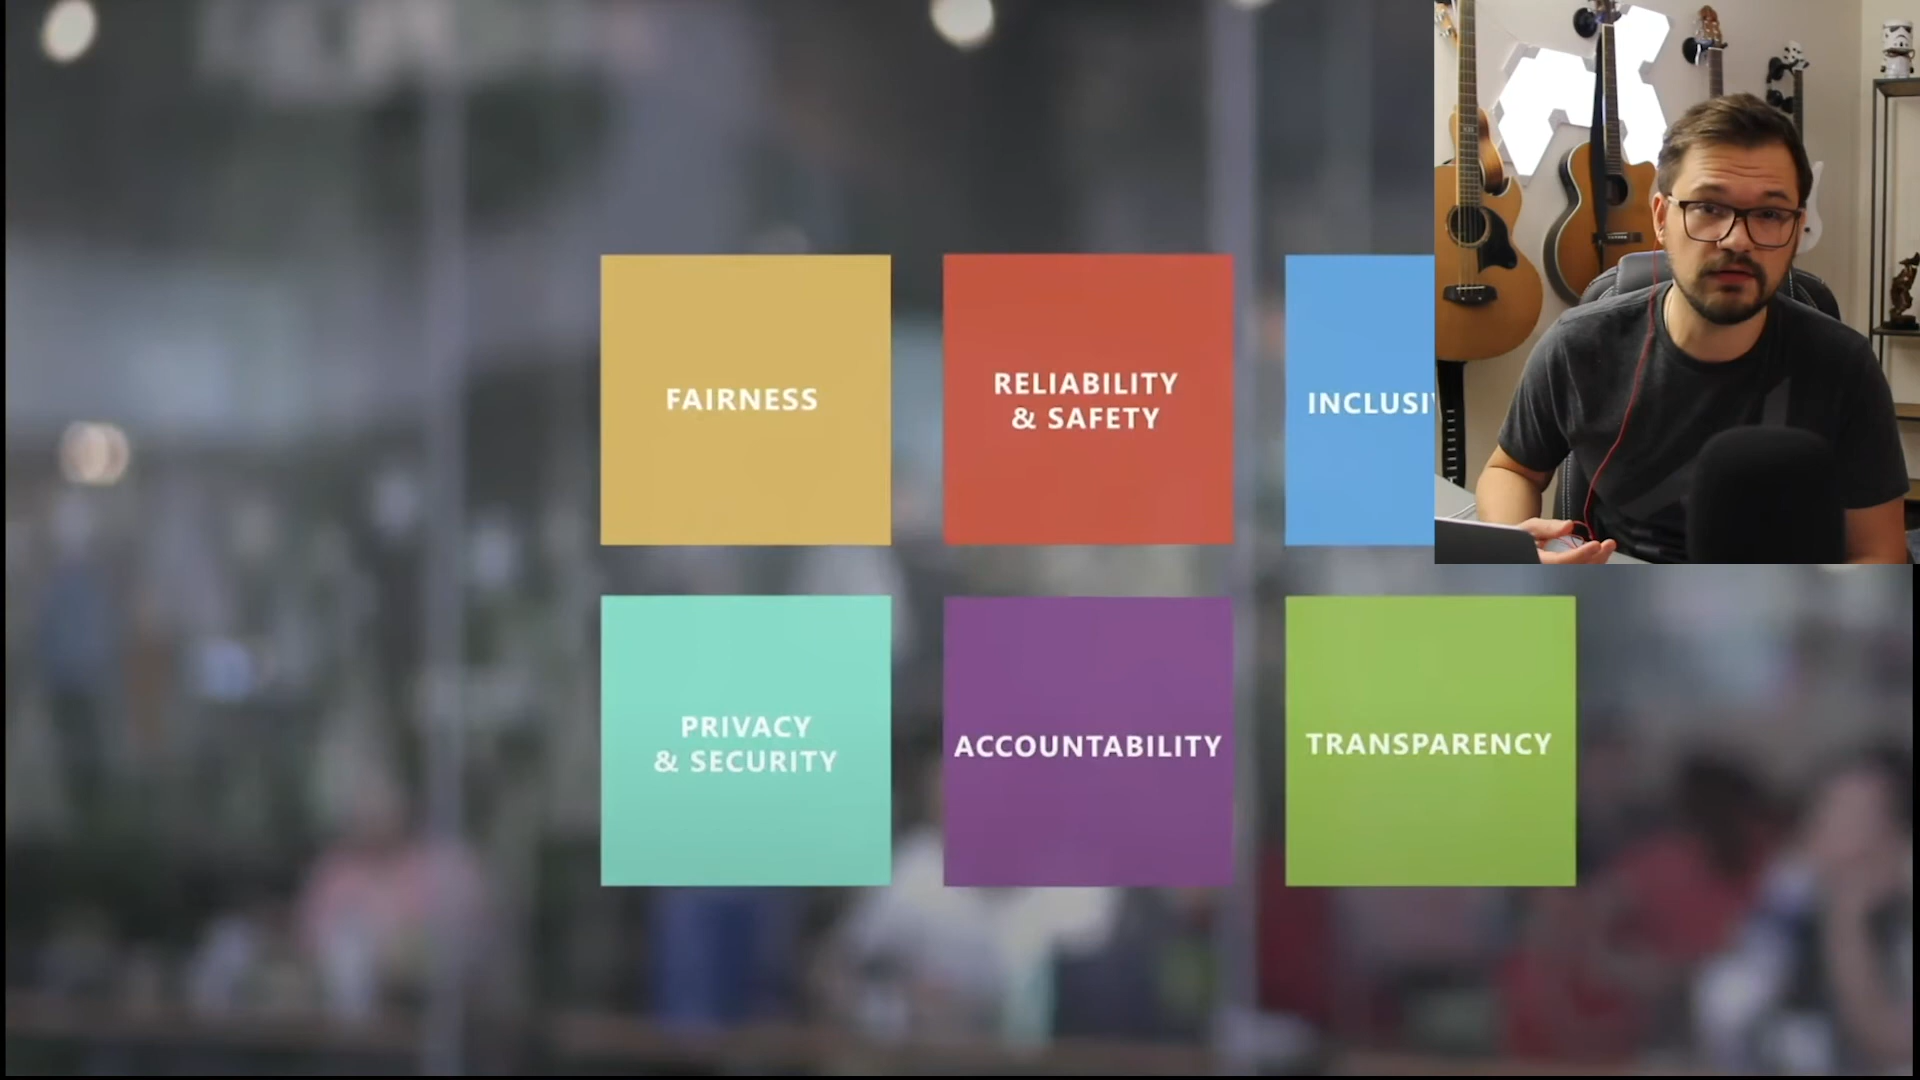 FAIRNESS
RELIABILITY
& SAFETY
INCLUSI
PRIVACY
& SECURITY
ACCOUNTABILITY
TRANSPARENCY